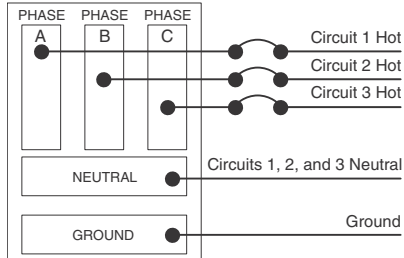 PHASE PHASE PHASE
A B C
Circuit 1 Hot
Circuit 2 Hot
Circuit 3 Hot
NEUTRAL
Circuits 1, 2, and 3 Neutral
GROUND
Ground